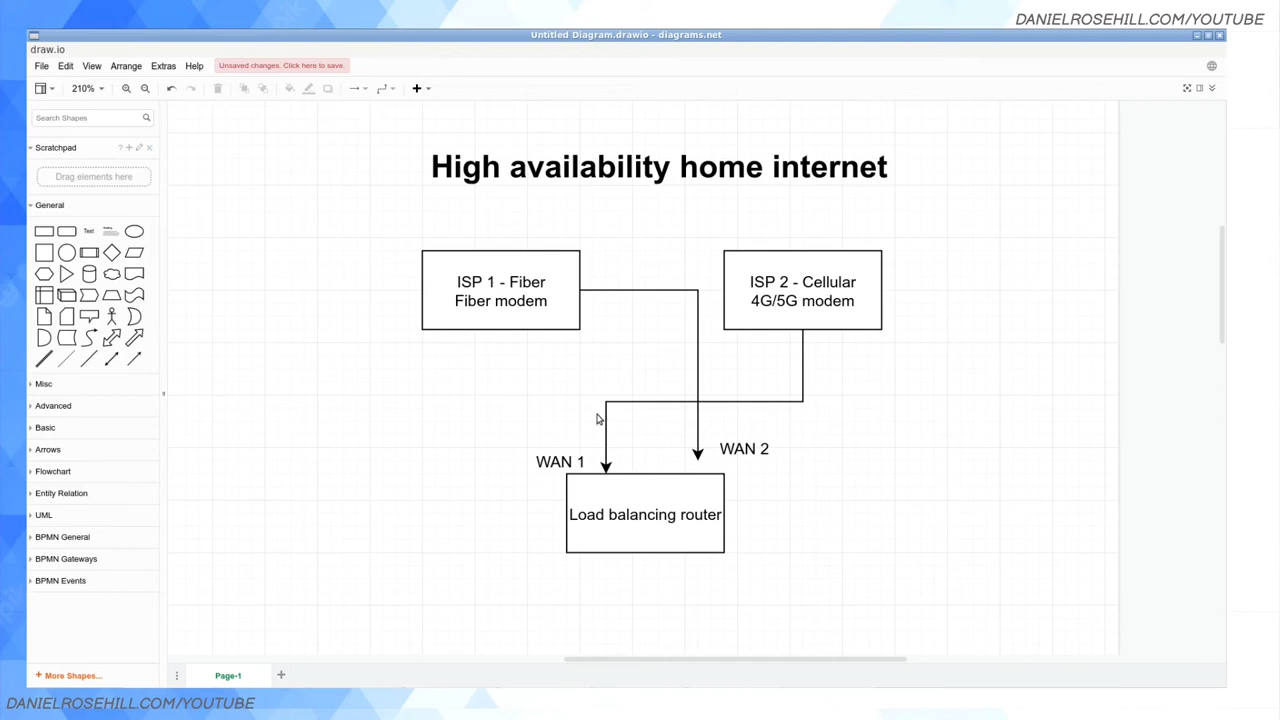 DANIELROSEHILL.COM/YOUTUBE
Untitled Diagram.drawio - diagrams.net
draw.io
File Edit View Arrange Extras Help Unsaved changes. Click here to save.
210%
Search Shapes
Scratchpad
?
Drag elements here
General
Text
Heading
Misc
Advanced
Basic
Arrows
Flowchart
Entity Relation
UML
BPMN General
BPMN Gateways
BPMN Events
+ More Shapes...
High availability home internet
ISP 1 - Fiber
Fiber modem
ISP 2 - Cellular
4G/5G modem
WAN 1
WAN 2
Load balancing router
Page-1
DANIELROSEHILL.COM/YOUTUBE